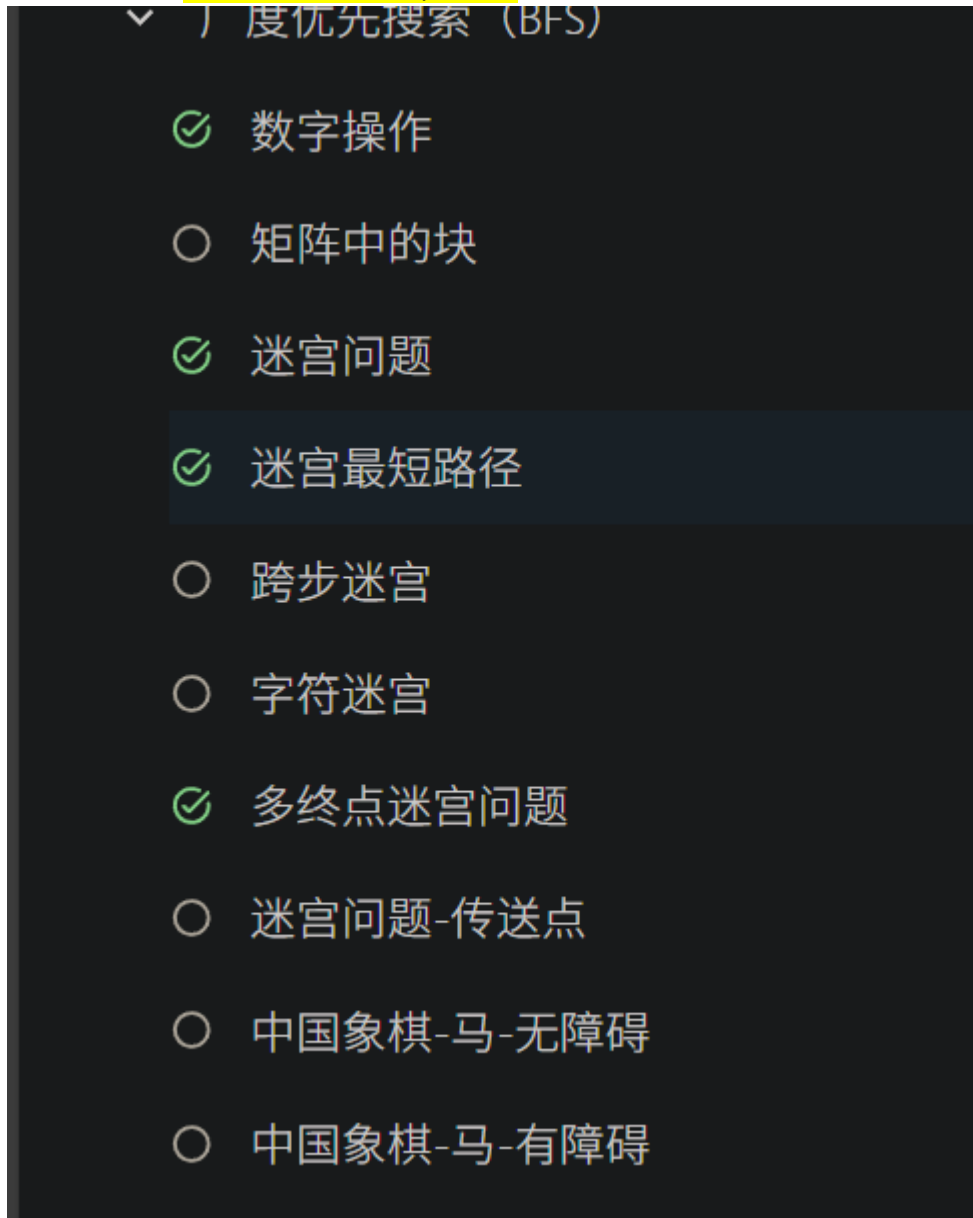 广度优先搜索（BFS）
数字操作
矩阵中的块
迷宫问题
迷宫最短路径
跨步迷宫
字符迷宫
多终点迷宫问题
迷宫问题-传送点
中国象棋-马-无障碍
中国象棋-马-有障碍